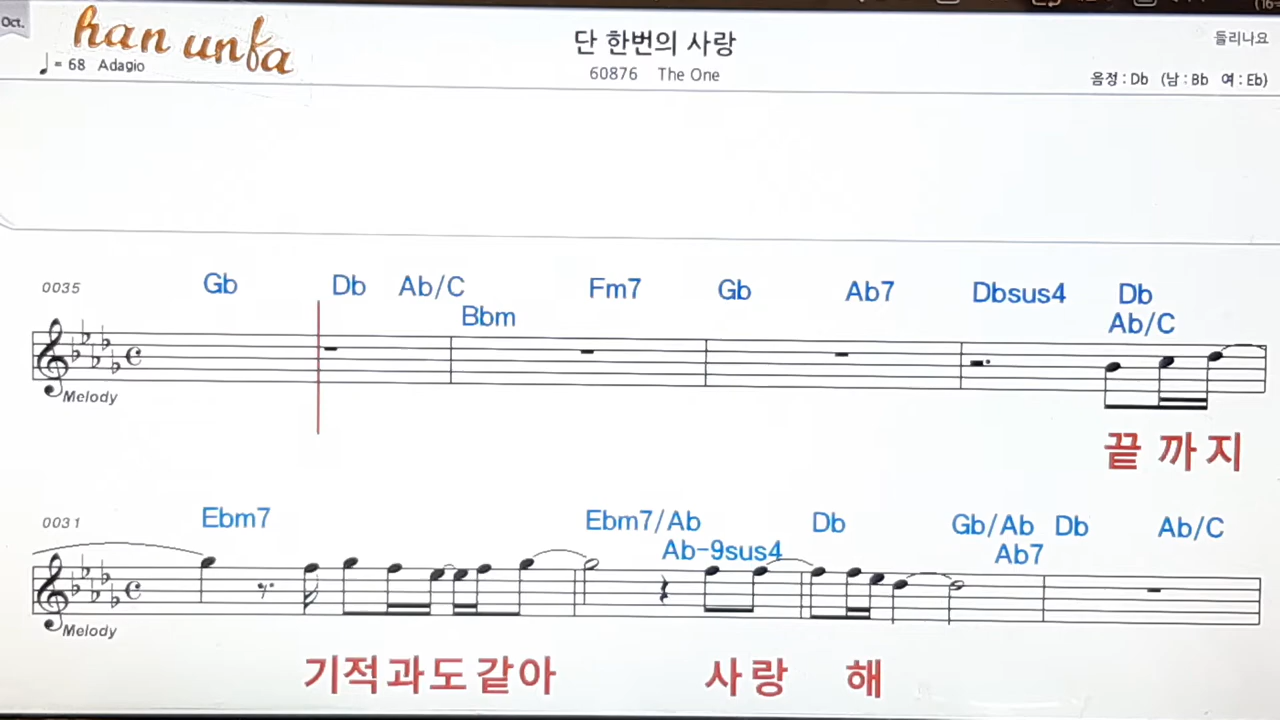 Oct.
han unfa
♩= 68 Adagio
단 한번의 사랑
60876 The One
들리나요
음정 : Db (남 : Bb 여 : Eb)
0035
Gb Db Ab/C Bbm Fm7 Gb Ab7 Dbsus4 Db Ab/C
Melody
끝 까 지
0031
Ebm7 Ebm7/Ab Ab-9sus4 Db Gb/Ab Ab7 Db Ab/C
Melody
기적과도같아 사랑 해